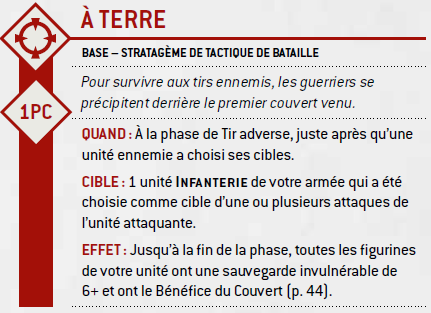 À TERRE
BASE – STRATAGÈME DE TACTIQUE DE BATAILLE
Pour survivre aux tirs ennemis, les guerriers se
précipitent derrière le premier couvert venu.
1PC
QUAND : À la phase de Tir adverse, juste après qu’une
unité ennemie a choisi ses cibles.
CIBLE : 1 unité INFANTERIE de votre armée qui a été
choisie comme cible d’une ou plusieurs attaques de
l’unité attaquante.
EFFET : Jusqu’à la fin de la phase, toutes les figurines
de votre unité ont une sauvegarde invulnérable de
6+ et ont le Bénéfice du Couvert (p. 44).